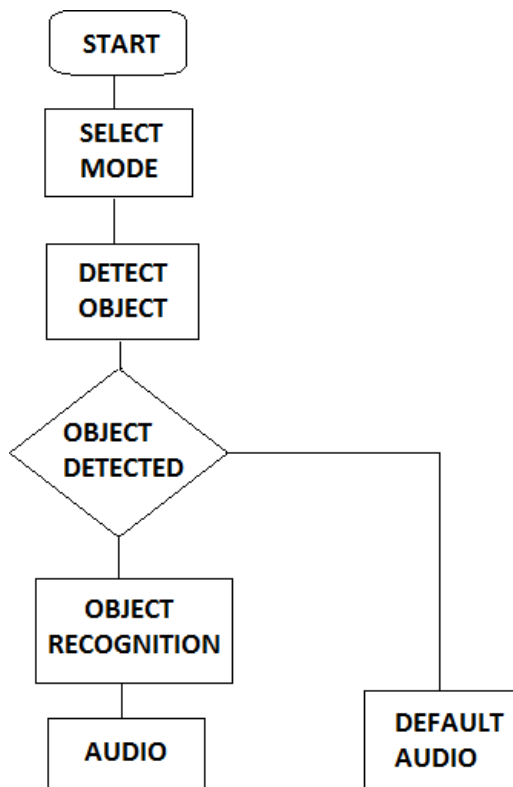 START
SELECT
MODE
DETECT
OBJECT
OBJECT
DETECTED
OBJECT
RECOGNITION
AUDIO
DEFAULT
AUDIO